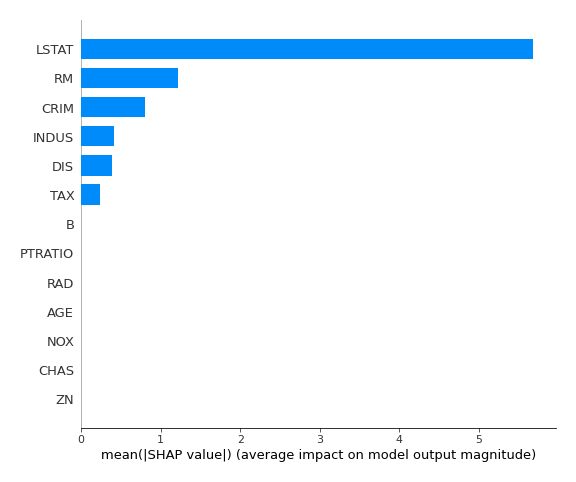 LSTAT
RM
CRIM
INDUS
DIS
TAX
B
PTRATIO
RAD
AGE
NOX
CHAS
ZN
0 1 2 3 4 5
mean(|SHAP value|) (average impact on model output magnitude)